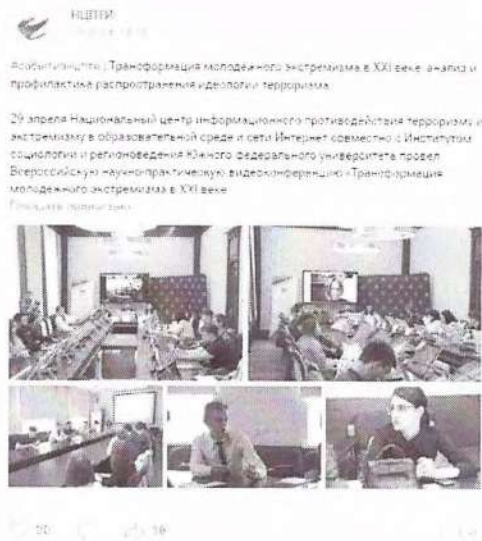 НЦПТИ
#событиянцпти | Трансформация молодежного экстремизма в XXI веке: анализ и
профилактика распространения идеологии терроризма
29 апреля Национальный центр информационного противодействия терроризму и
экстремизму в образовательной среде и сети Интернет совместно с Институтом
социологии и регионоведения Южного федерального университета провел
Всероссийскую научно-практическую видеоконференцию «Трансформация
молодежного экстремизма в XXI веке
Показать полностью